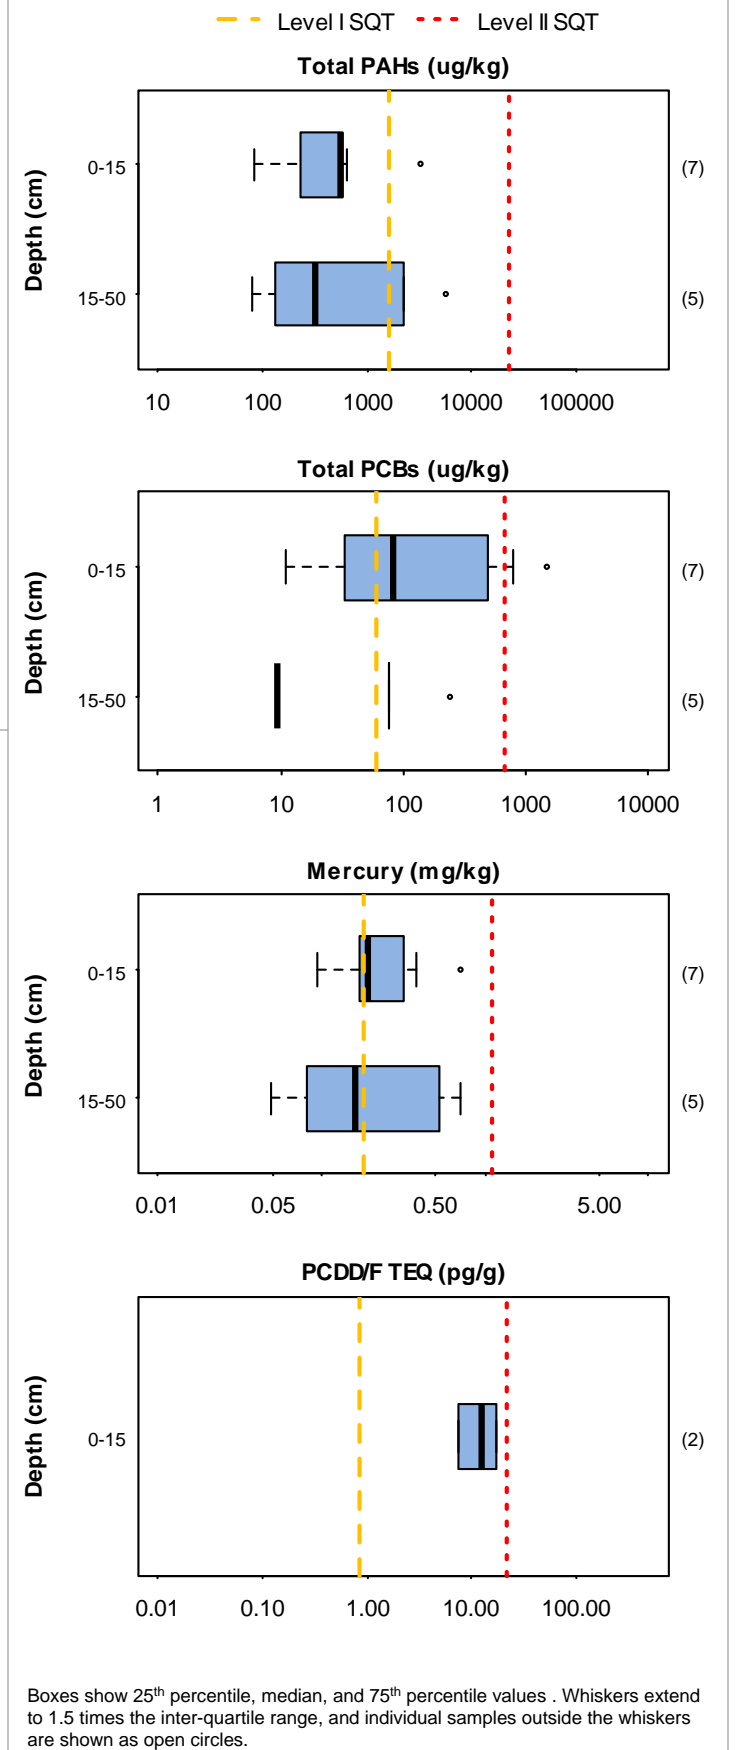 Level I SQT Level II SQT
Total PAHs (ug/kg)
Depth (cm)
0-15 (7)
15-50 (5)
10 100 1000 10000 100000
Total PCBs (ug/kg)
Depth (cm)
0-15 (7)
15-50 (5)
1 10 100 1000 10000
Mercury (mg/kg)
Depth (cm)
0-15 (7)
15-50 (5)
0.01 0.05 0.50 5.00
PCDD/F TEQ (pg/g)
Depth (cm)
0-15 (2)
0.01 0.10 1.00 10.00 100.00
Boxes show 25th percentile, median, and 75th percentile values . Whiskers extend
to 1.5 times the inter-quartile range, and individual samples outside the whiskers
are shown as open circles.